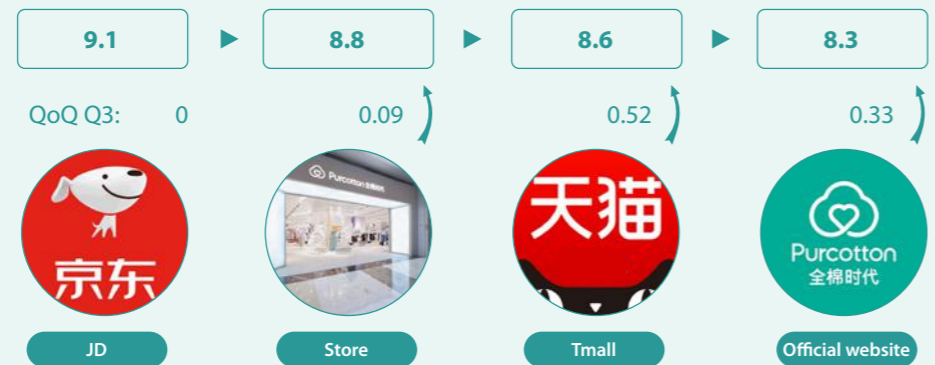 9.1
8.8
8.6
8.3
QoQ Q3: 0
0.09
0.52
0.33
京东
Purcotton 全棉时代
天猫
Purcotton
全棉时代
JD
Store
Tmall
Official website